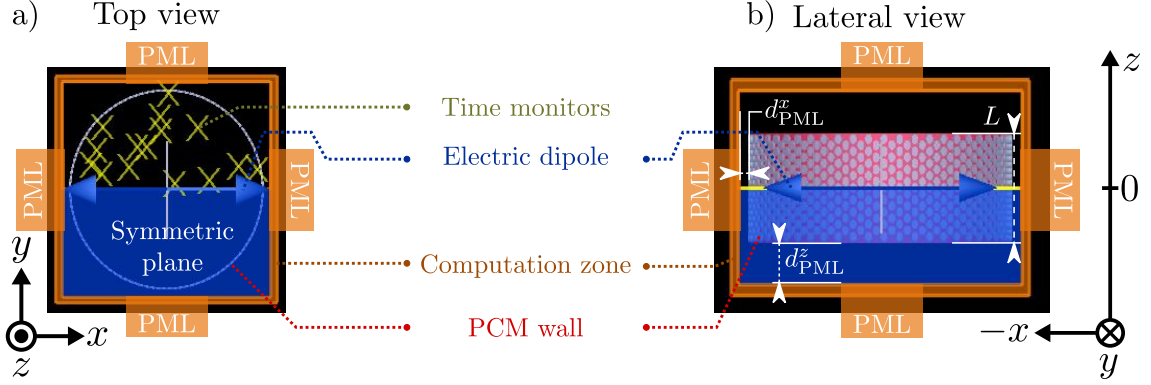 a)
Top view
PML
PML
PML
PML
Symmetric
plane
y
x
z
Time monitors
Electric dipole
Computation zone
PCM wall
b)
Lateral view
PML
PML
PML
PML
d^x_PML
L
d^z_PML
z
0
−x
y